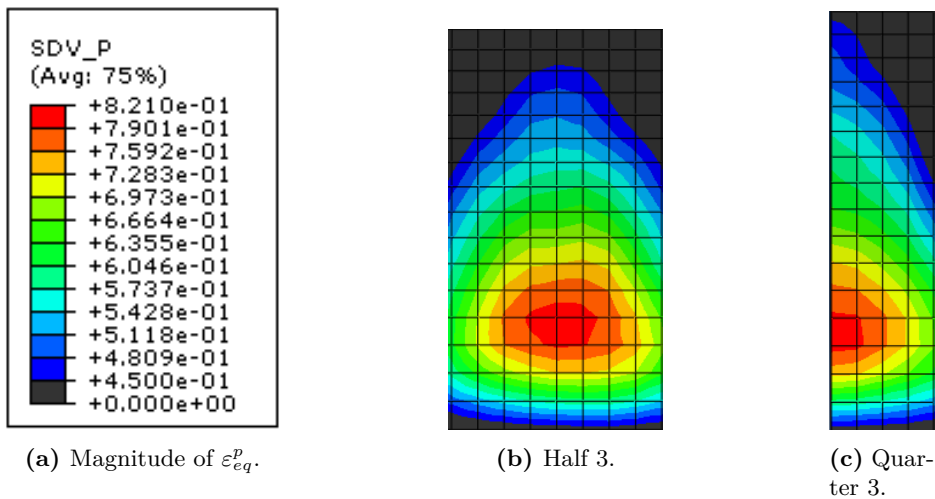 SDV_P
(Avg: 75%)
+8.210e-01
+7.901e-01
+7.592e-01
+7.283e-01
+6.973e-01
+6.664e-01
+6.355e-01
+6.046e-01
+5.737e-01
+5.428e-01
+5.118e-01
+4.809e-01
+4.500e-01
+0.000e+00
(a) Magnitude of ε_{eq}^{p}.
(b) Half 3.
(c) Quar-
ter 3.